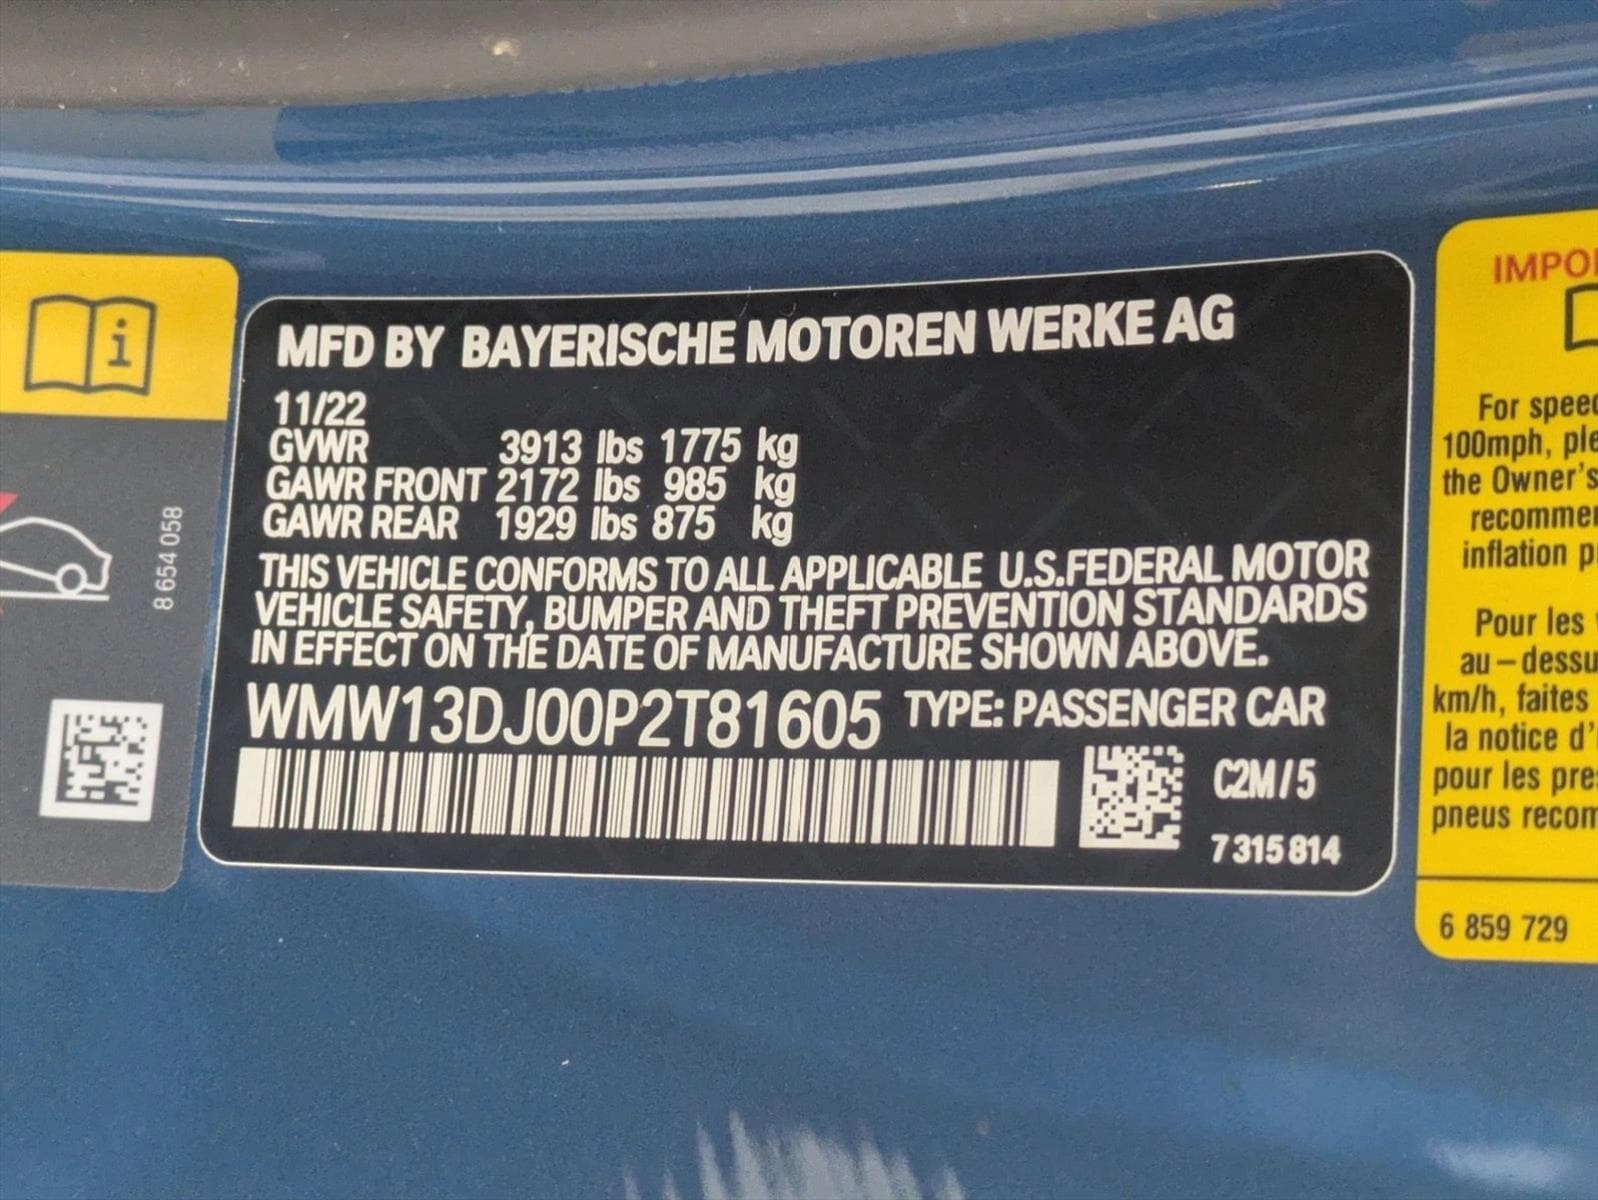 MFD BY BAYERISCHE MOTOREN WERKE AG
11/22
GVWR 3913 lbs 1775 kg
GAWR FRONT 2172 lbs 985 kg
GAWR REAR 1929 lbs 875 kg
THIS VEHICLE CONFORMS TO ALL APPLICABLE U.S.FEDERAL MOTOR
VEHICLE SAFETY, BUMPER AND THEFT PREVENTION STANDARDS
IN EFFECT ON THE DATE OF MANUFACTURE SHOWN ABOVE.
WMW13DJ00P2T81605 TYPE: PASSENGER CAR
C2M/5
7 315 814
i
8 654 058
IMPO
For speed
100mph, ple
the Owner's
recommen
inflation p
Pour les
au-dessu
km/h, faites
la notice d'
pour les pre
pneus recom
6 859 729